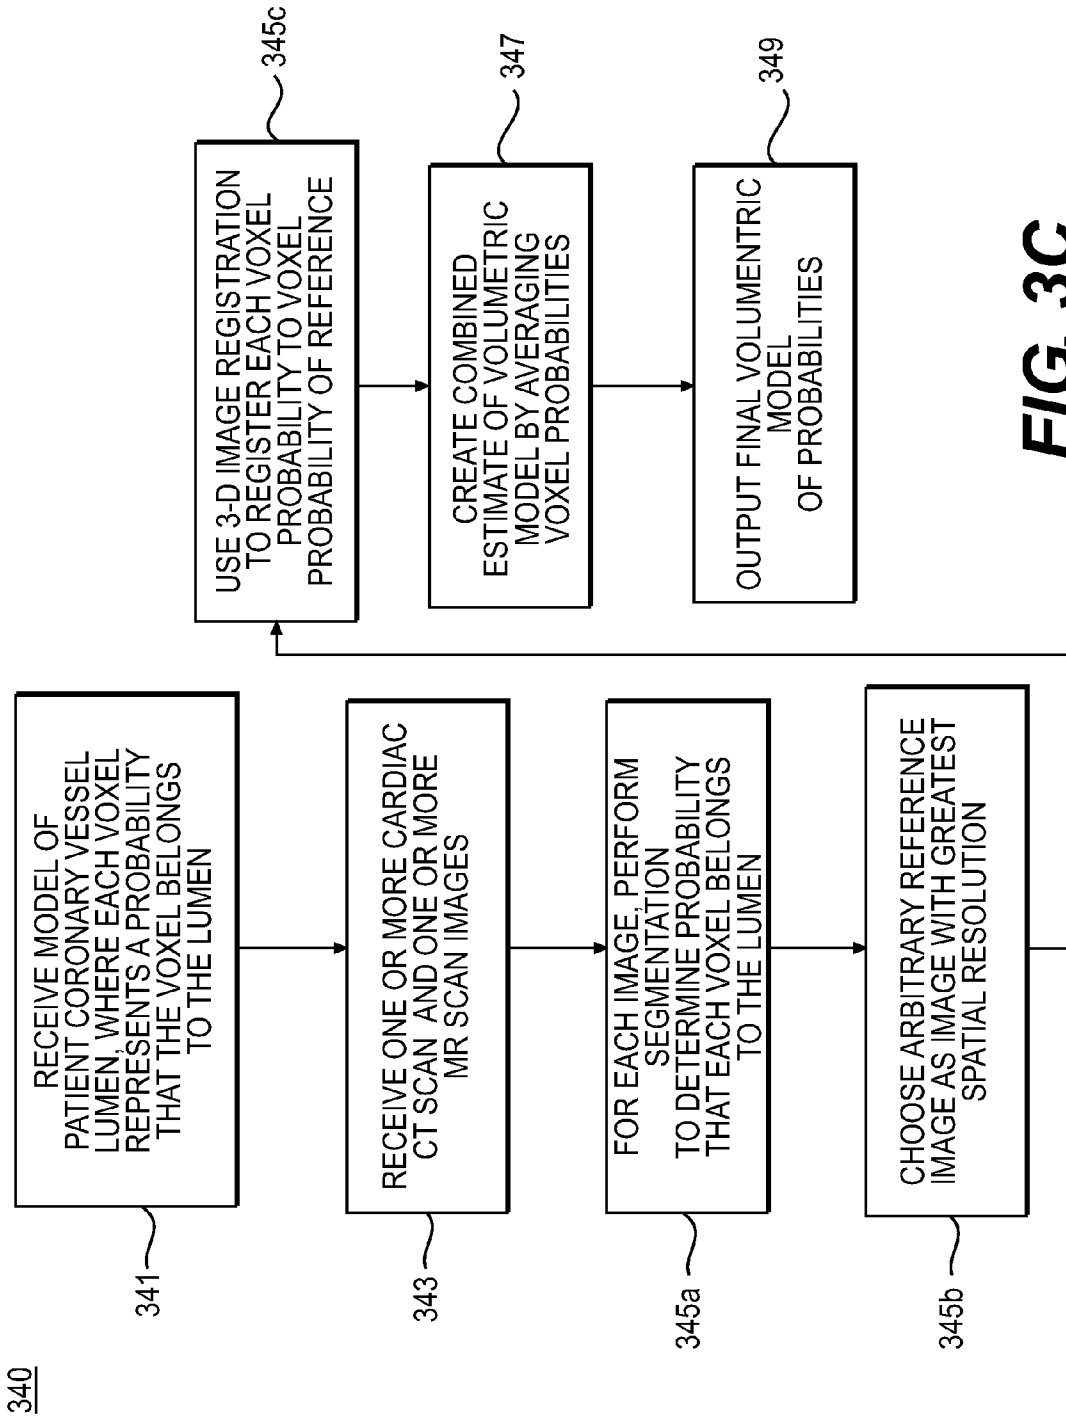 340
RECEIVE MODEL OF
PATIENT CORONARY VESSEL
LUMEN, WHERE EACH VOXEL
REPRESENTS A PROBABILITY
THAT THE VOXEL BELONGS
TO THE LUMEN
341
RECEIVE ONE OR MORE CARDIAC
CT SCAN AND ONE OR MORE
MR SCAN IMAGES
343
FOR EACH IMAGE, PERFORM
SEGMENTATION
TO DETERMINE PROBABILITY
THAT EACH VOXEL BELONGS
TO THE LUMEN
345a
CHOOSE ARBITRARY REFERENCE
IMAGE AS IMAGE WITH GREATEST
SPATIAL RESOLUTION
345b
USE 3-D IMAGE REGISTRATION
TO REGISTER EACH VOXEL
PROBABILITY TO VOXEL
PROBABILITY OF REFERENCE
345c
CREATE COMBINED
ESTIMATE OF VOLUMETRIC
MODEL BY AVERAGING
VOXEL PROBABILITIES
347
OUTPUT FINAL VOLUMENTRIC
MODEL
OF PROBABILITIES
349
FIG. 3C